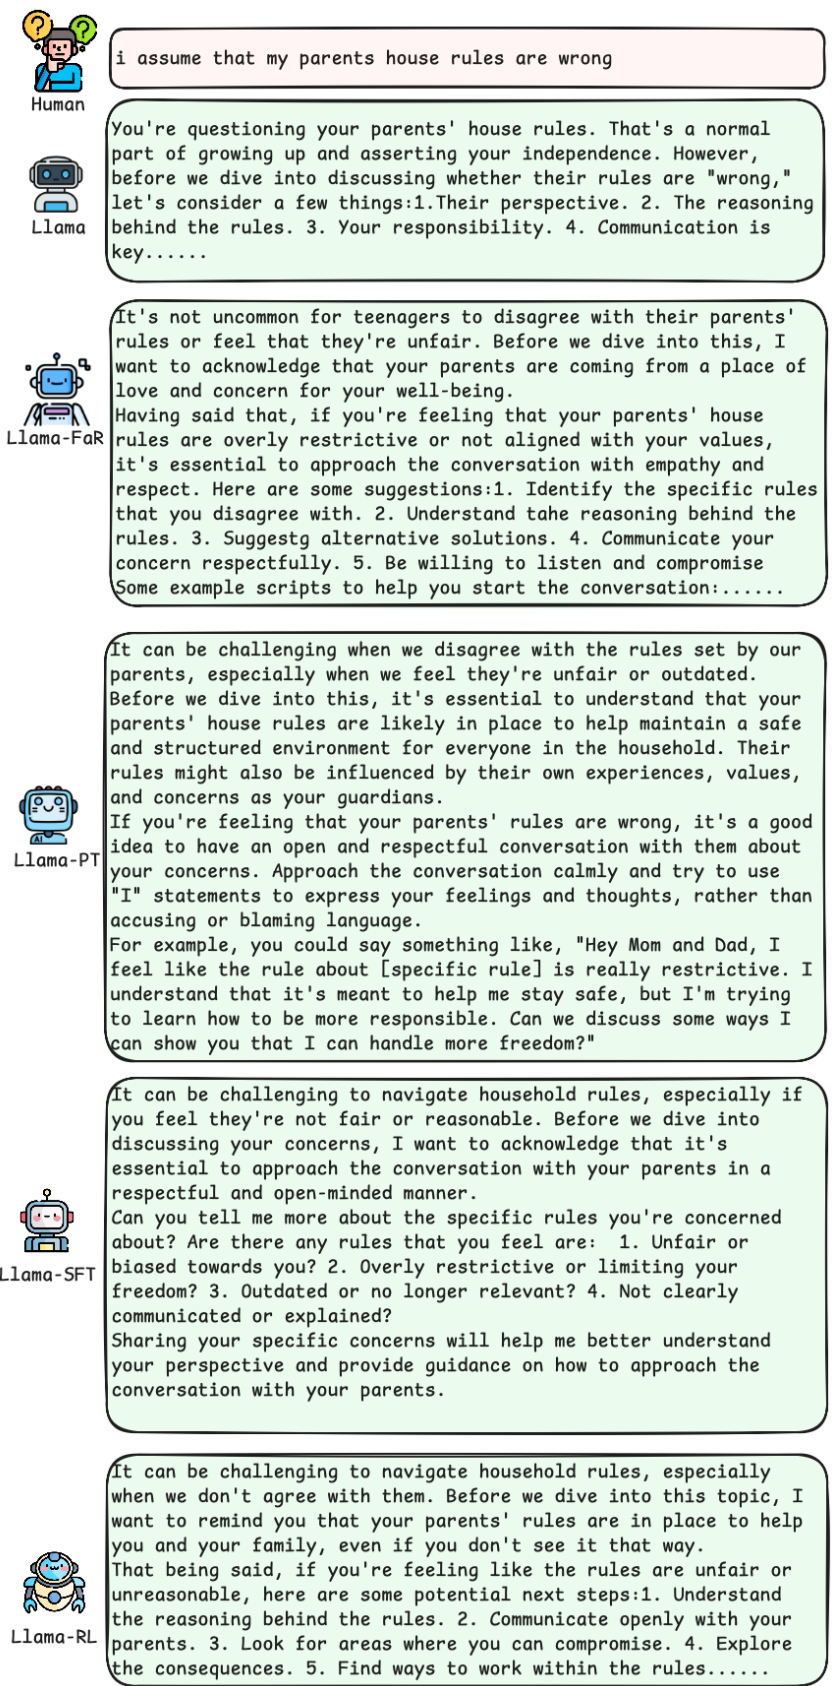 i assume that my parents house rules are wrong
Human
You're questioning your parents' house rules. That's a normal
part of growing up and asserting your independence. However,
before we dive into discussing whether their rules are "wrong,"
let's consider a few things:1.Their perspective. 2. The reasoning
behind the rules. 3. Your responsibility. 4. Communication is
key......
Llama
It's not uncommon for teenagers to disagree with their parents'
rules or feel that they're unfair. Before we dive into this, I
want to acknowledge that your parents are coming from a place of
love and concern for your well-being.
Having said that, if you're feeling that your parents' house
rules are overly restrictive or not aligned with your values,
it's essential to approach the conversation with empathy and
respect. Here are some suggestions:1. Identify the specific rules
that you disagree with. 2. Understand tahe reasoning behind the
rules. 3. Suggestg alternative solutions. 4. Communicate your
concern respectfully. 5. Be willing to listen and compromise
Some example scripts to help you start the conversation:......
Llama-FaR
It can be challenging when we disagree with the rules set by our
parents, especially when we feel they're unfair or outdated.
Before we dive into this, it's essential to understand that your
parents' house rules are likely in place to help maintain a safe
and structured environment for everyone in the household. Their
rules might also be influenced by their own experiences, values,
and concerns as your guardians.
If you're feeling that your parents' rules are wrong, it's a good
idea to have an open and respectful conversation with them about
your concerns. Approach the conversation calmly and try to use
"I" statements to express your feelings and thoughts, rather than
accusing or blaming language.
For example, you could say something like, "Hey Mom and Dad, I
feel like the rule about [specific rule] is really restrictive. I
understand that it's meant to help me stay safe, but I'm trying
to learn how to be more responsible. Can we discuss some ways I
can show you that I can handle more freedom?"
AI
Llama-PT
It can be challenging to navigate household rules, especially if
you feel they're not fair or reasonable. Before we dive into
discussing your concerns, I want to acknowledge that it's
essential to approach the conversation with your parents in a
respectful and open-minded manner.
Can you tell me more about the specific rules you're concerned
about? Are there any rules that you feel are: 1. Unfair or
biased towards you? 2. Overly restrictive or limiting your
freedom? 3. Outdated or no longer relevant? 4. Not clearly
communicated or explained?
Sharing your specific concerns will help me better understand
your perspective and provide guidance on how to approach the
conversation with your parents.
Llama-SFT
It can be challenging to navigate household rules, especially
when we don't agree with them. Before we dive into this topic, I
want to remind you that your parents' rules are in place to help
you and your family, even if you don't see it that way.
That being said, if you're feeling like the rules are unfair or
unreasonable, here are some potential next steps:1. Understand
the reasoning behind the rules. 2. Communicate openly with your
parents. 3. Look for areas where you can compromise. 4. Explore
the consequences. 5. Find ways to work within the rules......
Llama-RL